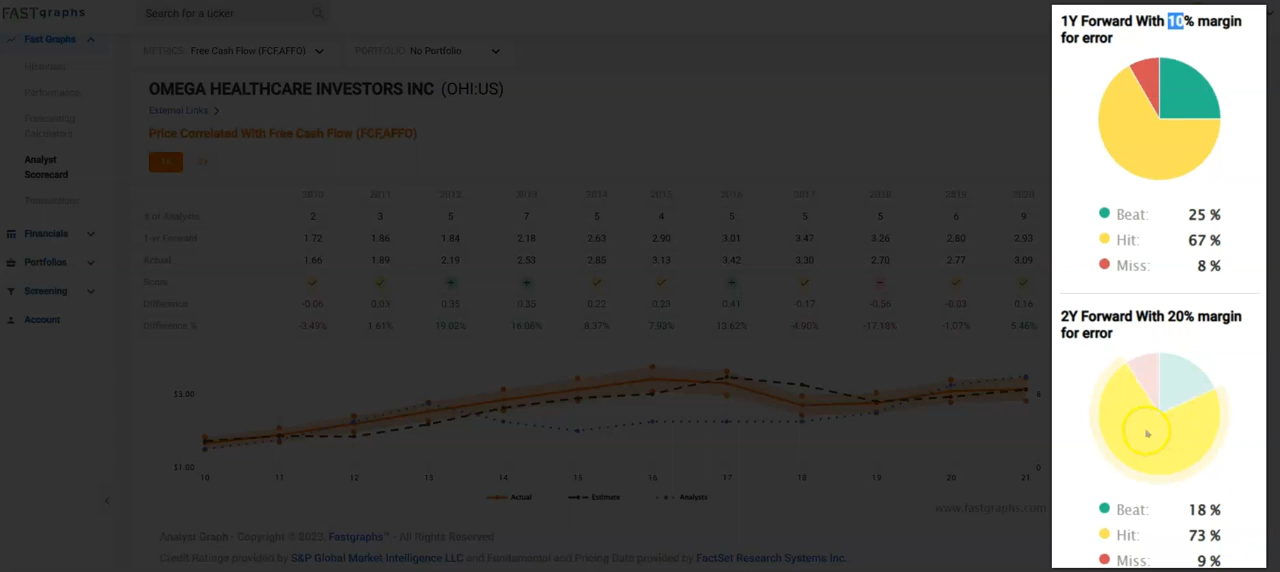 FAST graphs
Search for a ticker
Fast Graphs
Overview
Performance
Forecasting
Calculators
Analyst
Scorecard
Presentation
Financials
Portfolios
Screening
Account
METRICS: Free Cash Flow (FCF,AFFO)
PORTFOLIO: No Portfolio
OMEGA HEALTHCARE INVESTORS INC (OHI:US)
External Links
Price Correlated With Free Cash Flow (FCF,AFFO)
2010 2011 2012 2013 2014 2015 2016 2017 2018 2019 2020
# of Analysts 2 3 5 7 5 4 5 5 5 6 9
1-yr Forward 1.72 1.86 1.84 2.18 2.63 2.90 3.01 3.47 3.26 2.80 2.93
Actual 1.66 1.89 2.19 2.53 2.85 3.13 3.42 3.30 2.70 2.77 3.09
Score
Difference -0.06 0.03 0.35 0.35 0.22 0.23 0.41 -0.17 -0.56 -0.03 0.16
Difference % -3.49% 1.61% 19.02% 16.06% 8.37% 7.93% 13.62% -4.90% -17.18% -1.07% 5.46%
$3.00
$1.00
10 11 12 13 14 15 16 17 18 19 20 21
0
Actual Estimate Analysts
www.fastgraphs.com
Analyst Graph - Copyright © 2022, Fastgraphs™ - All Rights Reserved
Credit Ratings provided by S&P Global Market Intelligence LLC and Fundamental and Pricing Data provided by FactSet Research Systems Inc.
1Y Forward With 10% margin
for error
Beat: 25 %
Hit: 67 %
Miss: 8 %
2Y Forward With 20% margin
for error
Beat: 18 %
Hit: 73 %
Miss: 9 %